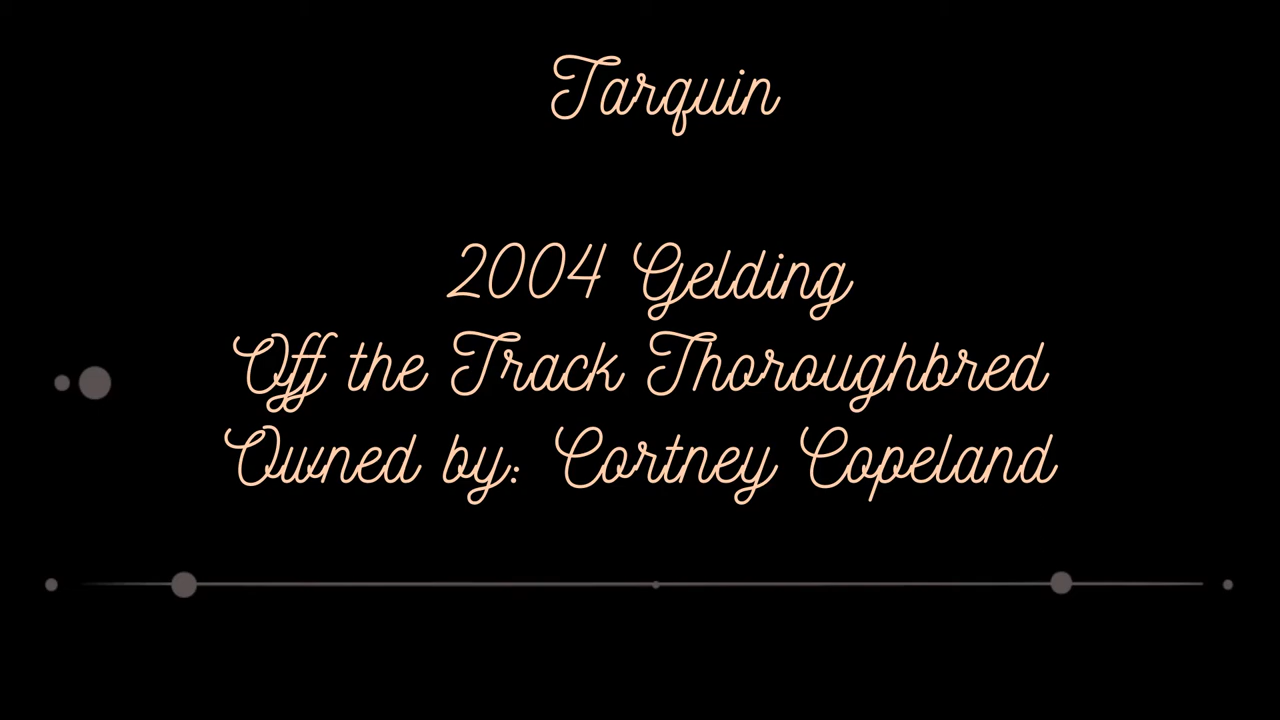 Tarquin
2004 Gelding
Off the Track Thoroughbred
Owned by: Cortney Copeland